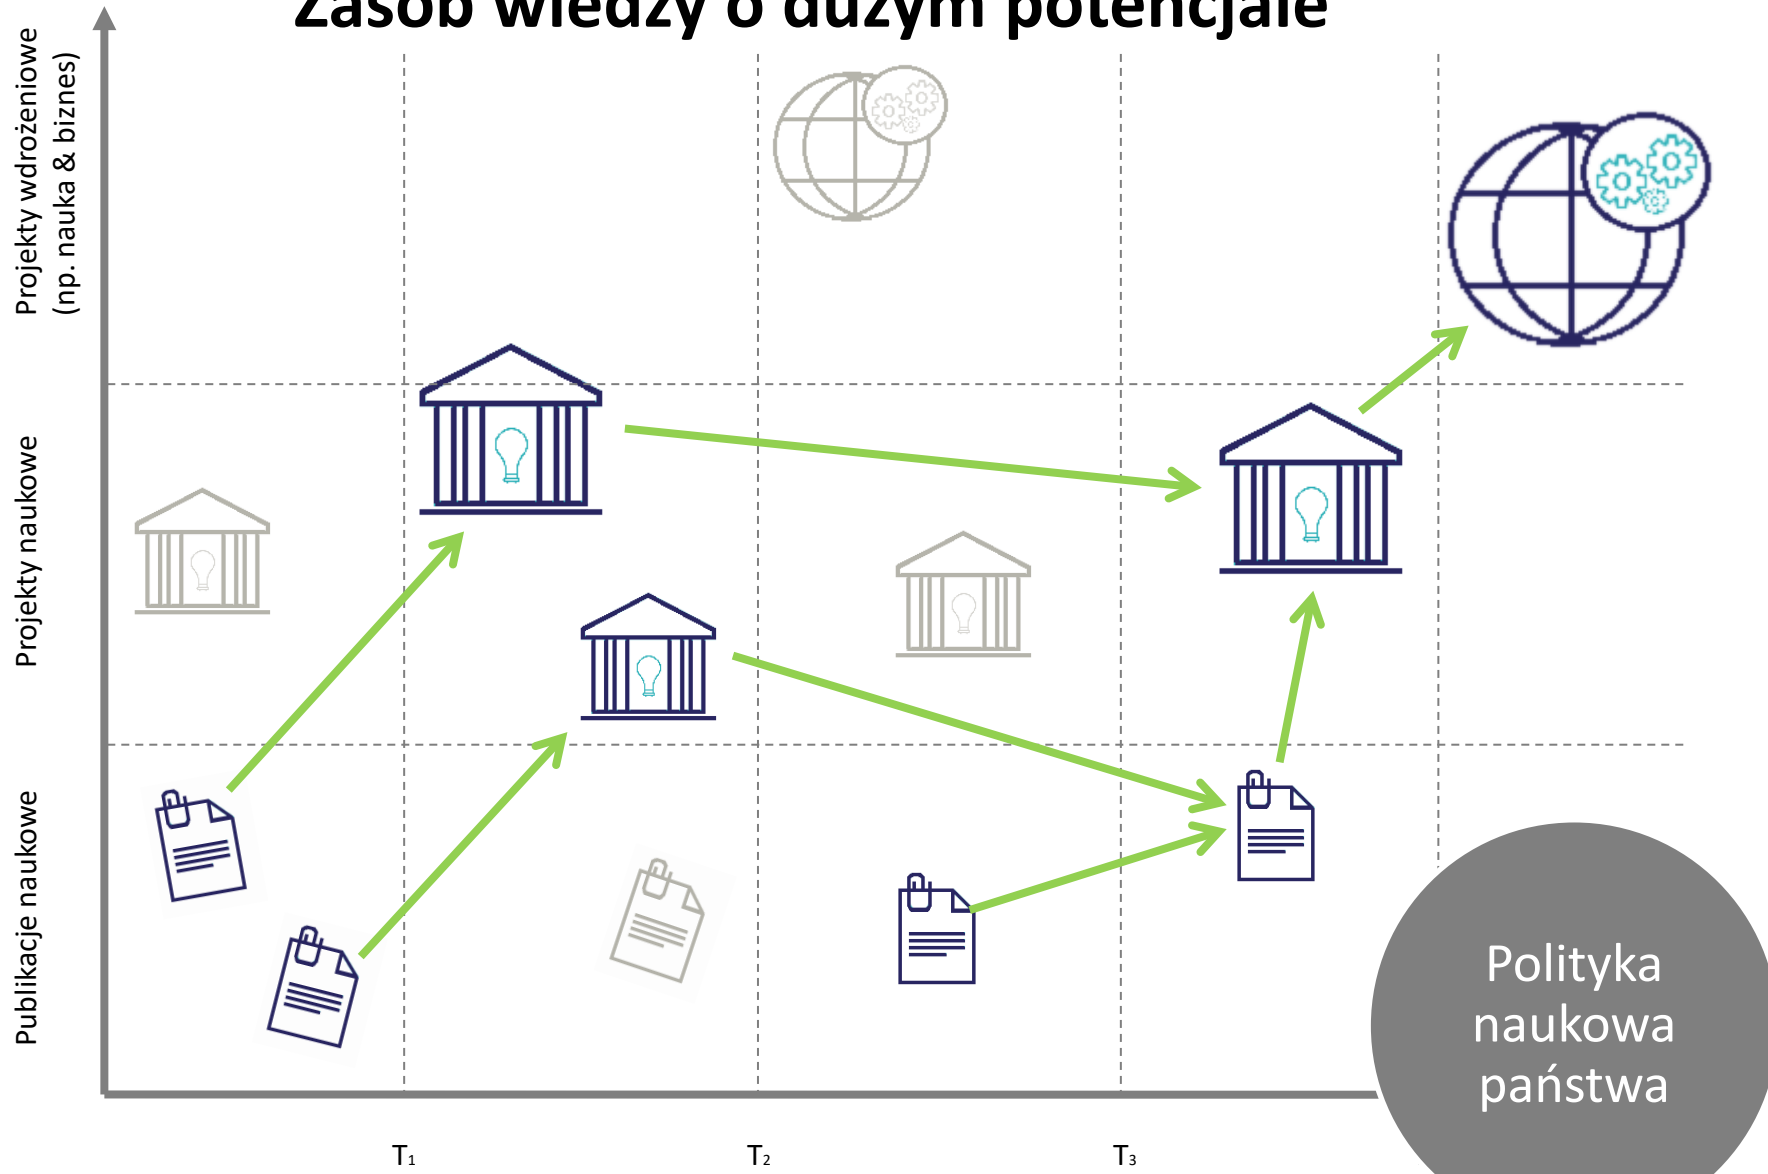 Zasób wiedzy o dużym potencjale
Projekty wdrożeniowe
(np. nauka & biznes)
Projekty naukowe
Publikacje naukowe
Polityka
naukowa
państwa
T1
T2
T3